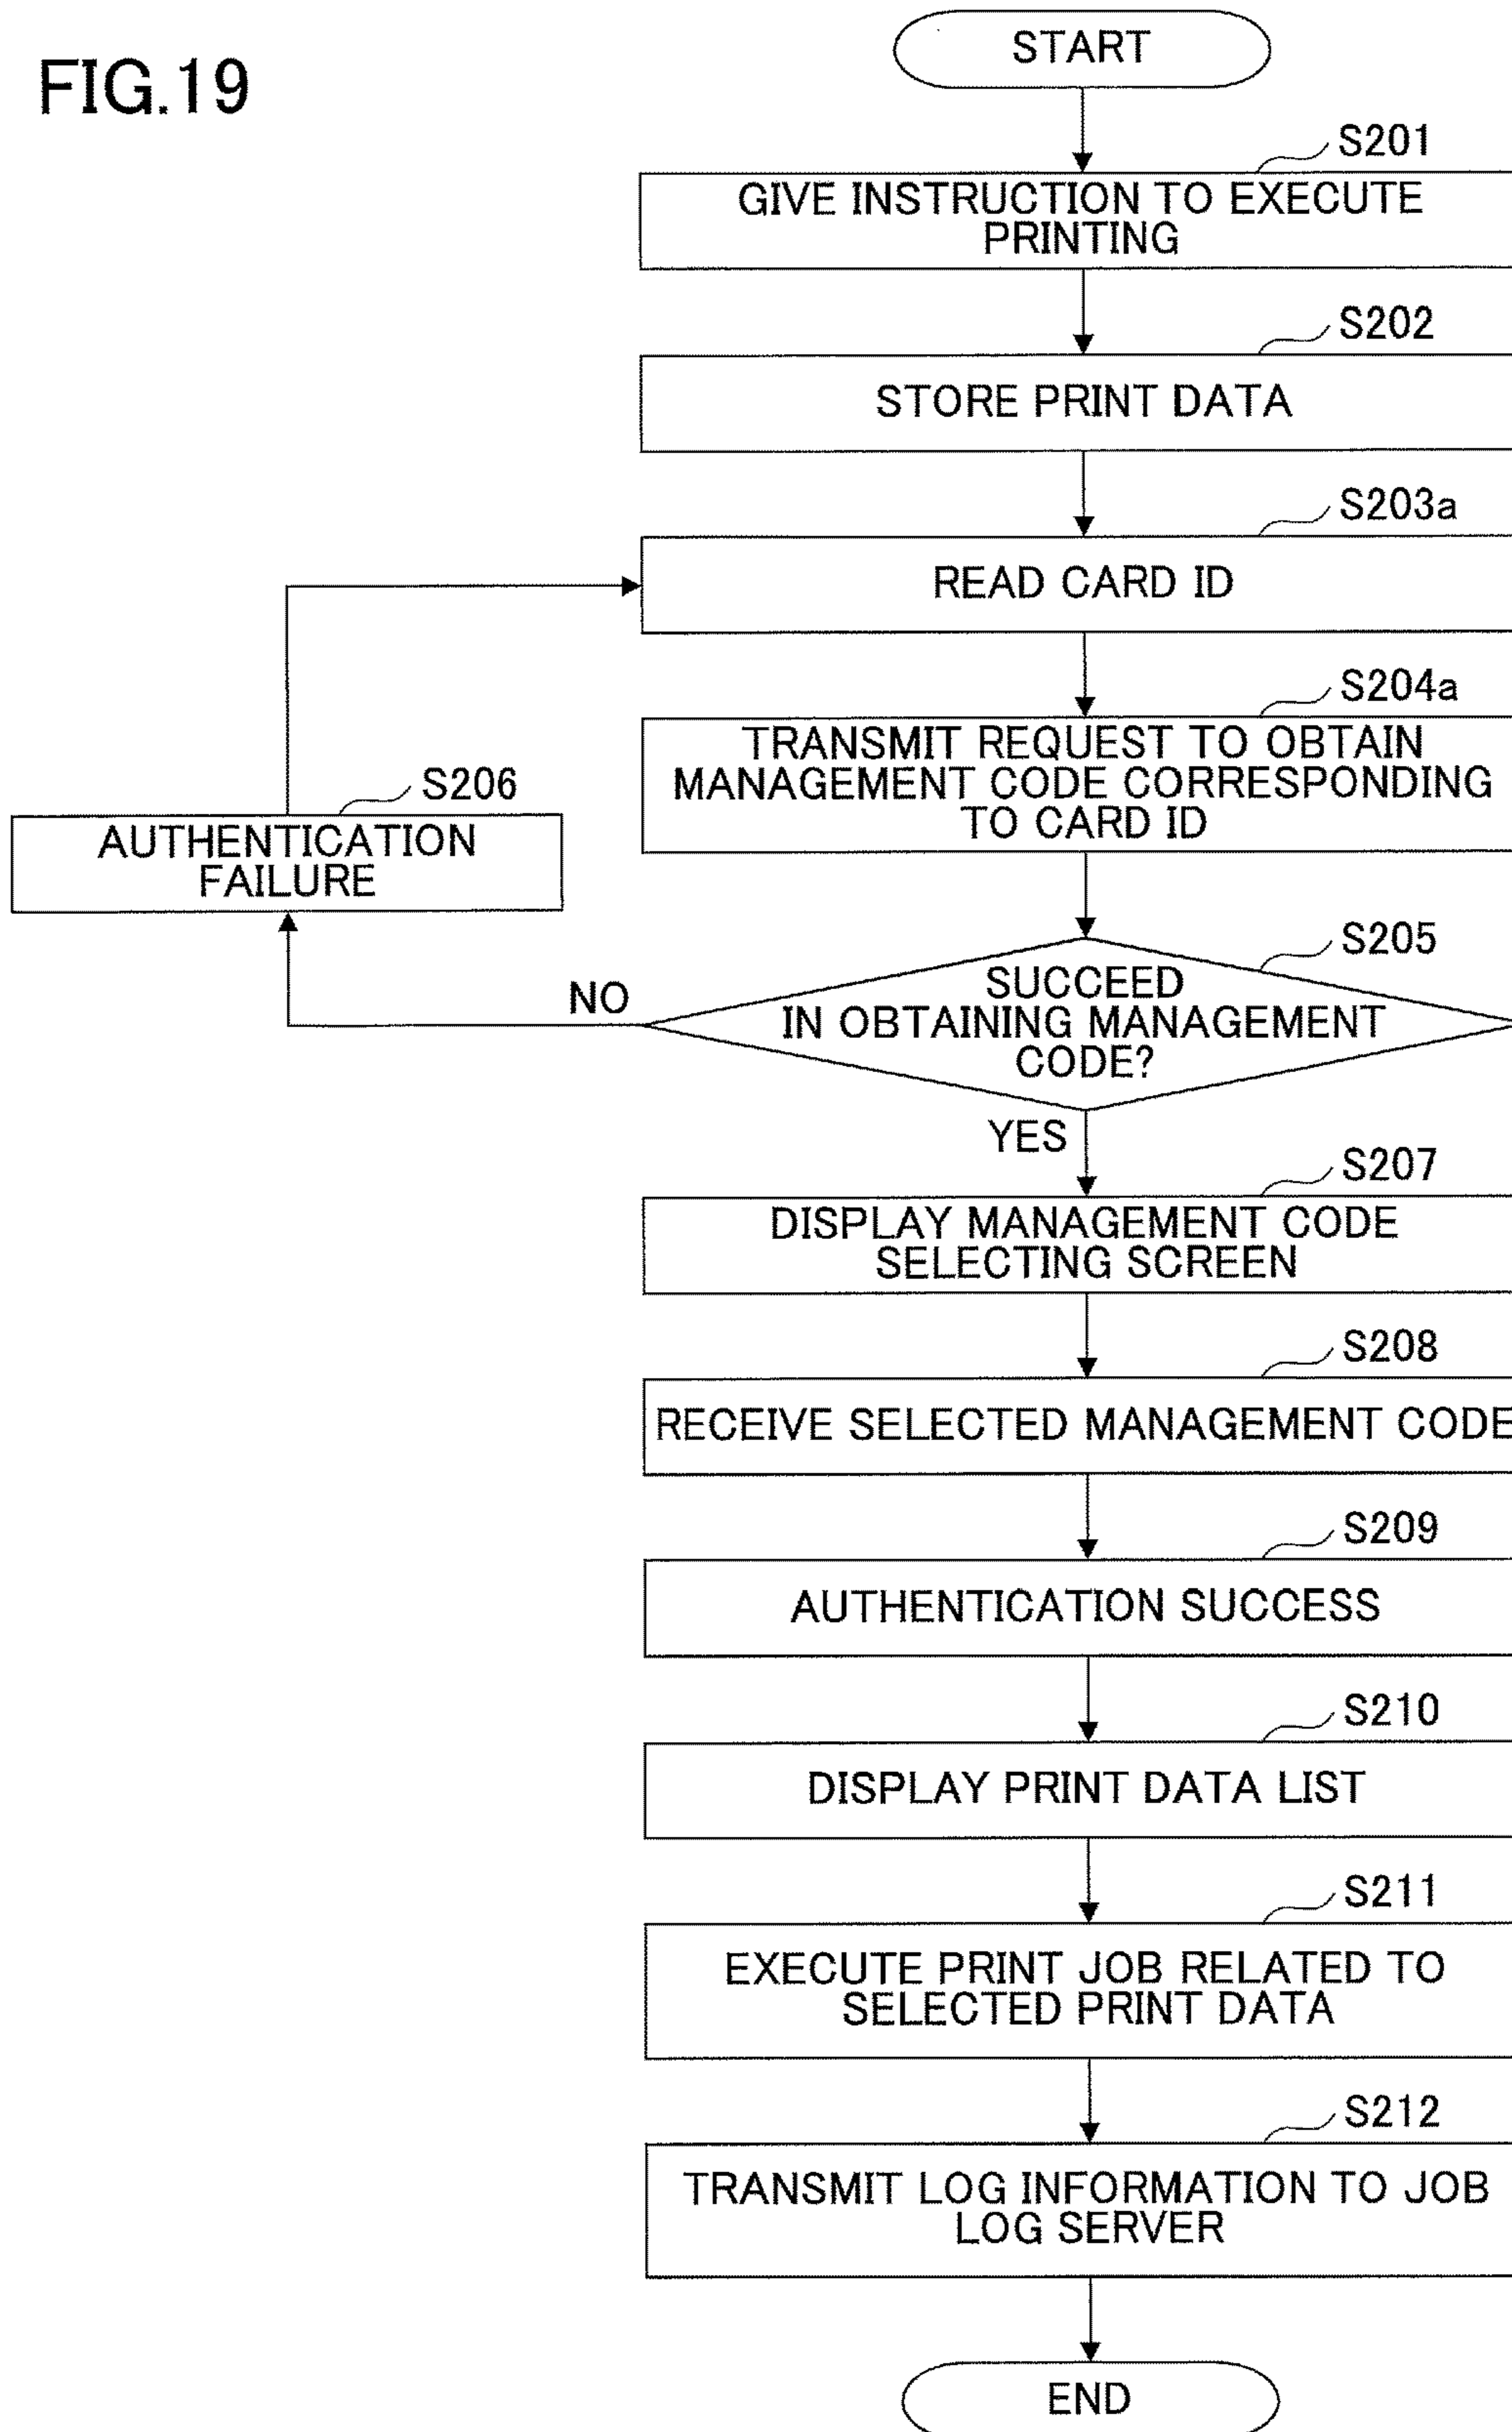 FIG.19
START
S201
GIVE INSTRUCTION TO EXECUTE
PRINTING
S202
STORE PRINT DATA
S203a
READ CARD ID
S204a
TRANSMIT REQUEST TO OBTAIN
MANAGEMENT CODE CORRESPONDING
TO CARD ID
S206
AUTHENTICATION
FAILURE
S205
SUCCEED
IN OBTAINING MANAGEMENT
CODE?
NO
YES
S207
DISPLAY MANAGEMENT CODE
SELECTING SCREEN
S208
RECEIVE SELECTED MANAGEMENT CODE
S209
AUTHENTICATION SUCCESS
S210
DISPLAY PRINT DATA LIST
S211
EXECUTE PRINT JOB RELATED TO
SELECTED PRINT DATA
S212
TRANSMIT LOG INFORMATION TO JOB
LOG SERVER
END